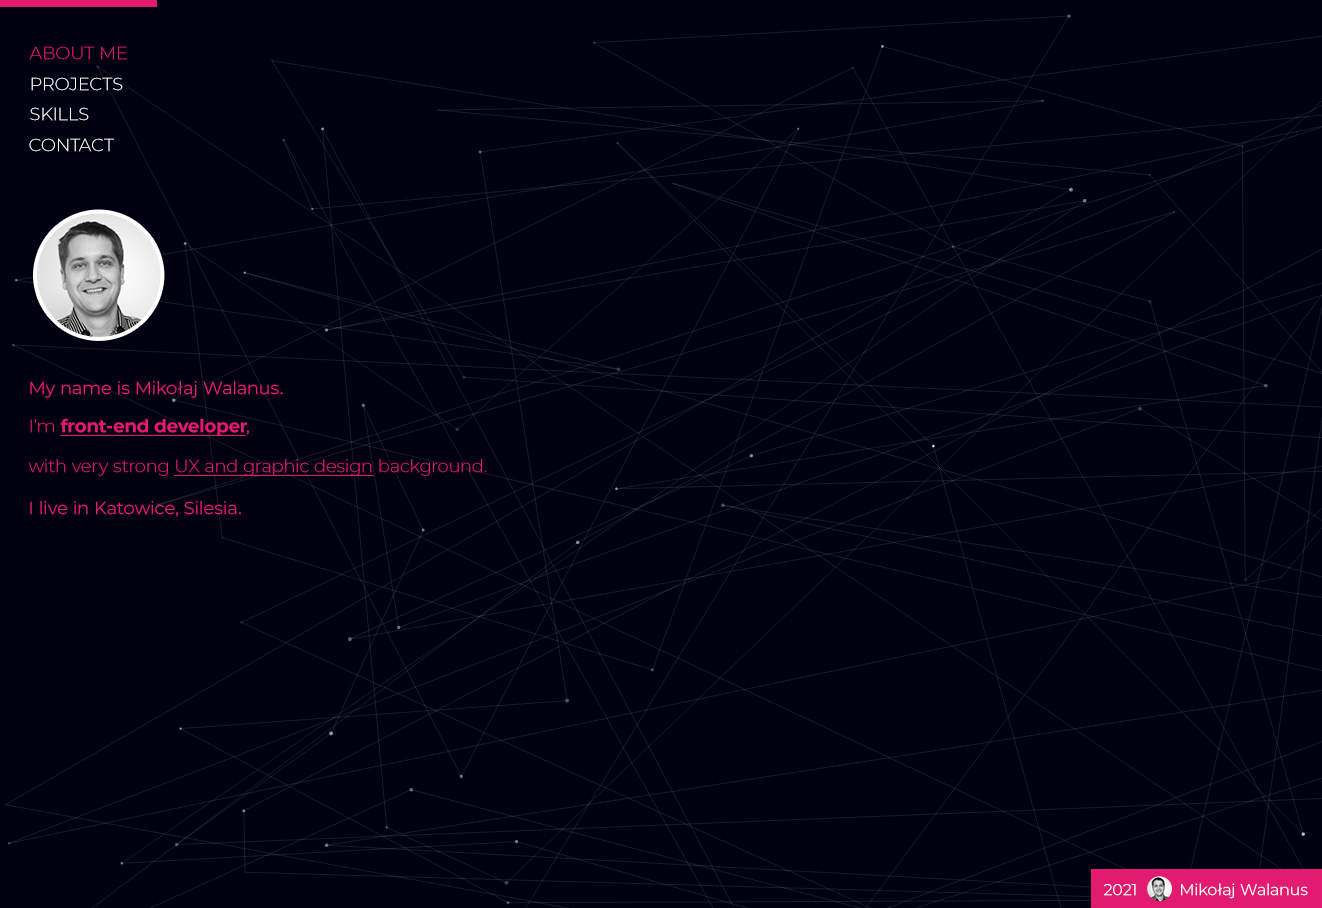 ABOUT ME
PROJECTS
SKILLS
CONTACT
My name is Mikołaj Walanus.
I'm front-end developer,
with very strong UX and graphic design background.
I live in Katowice, Silesia.
2021 Mikołaj Walanus